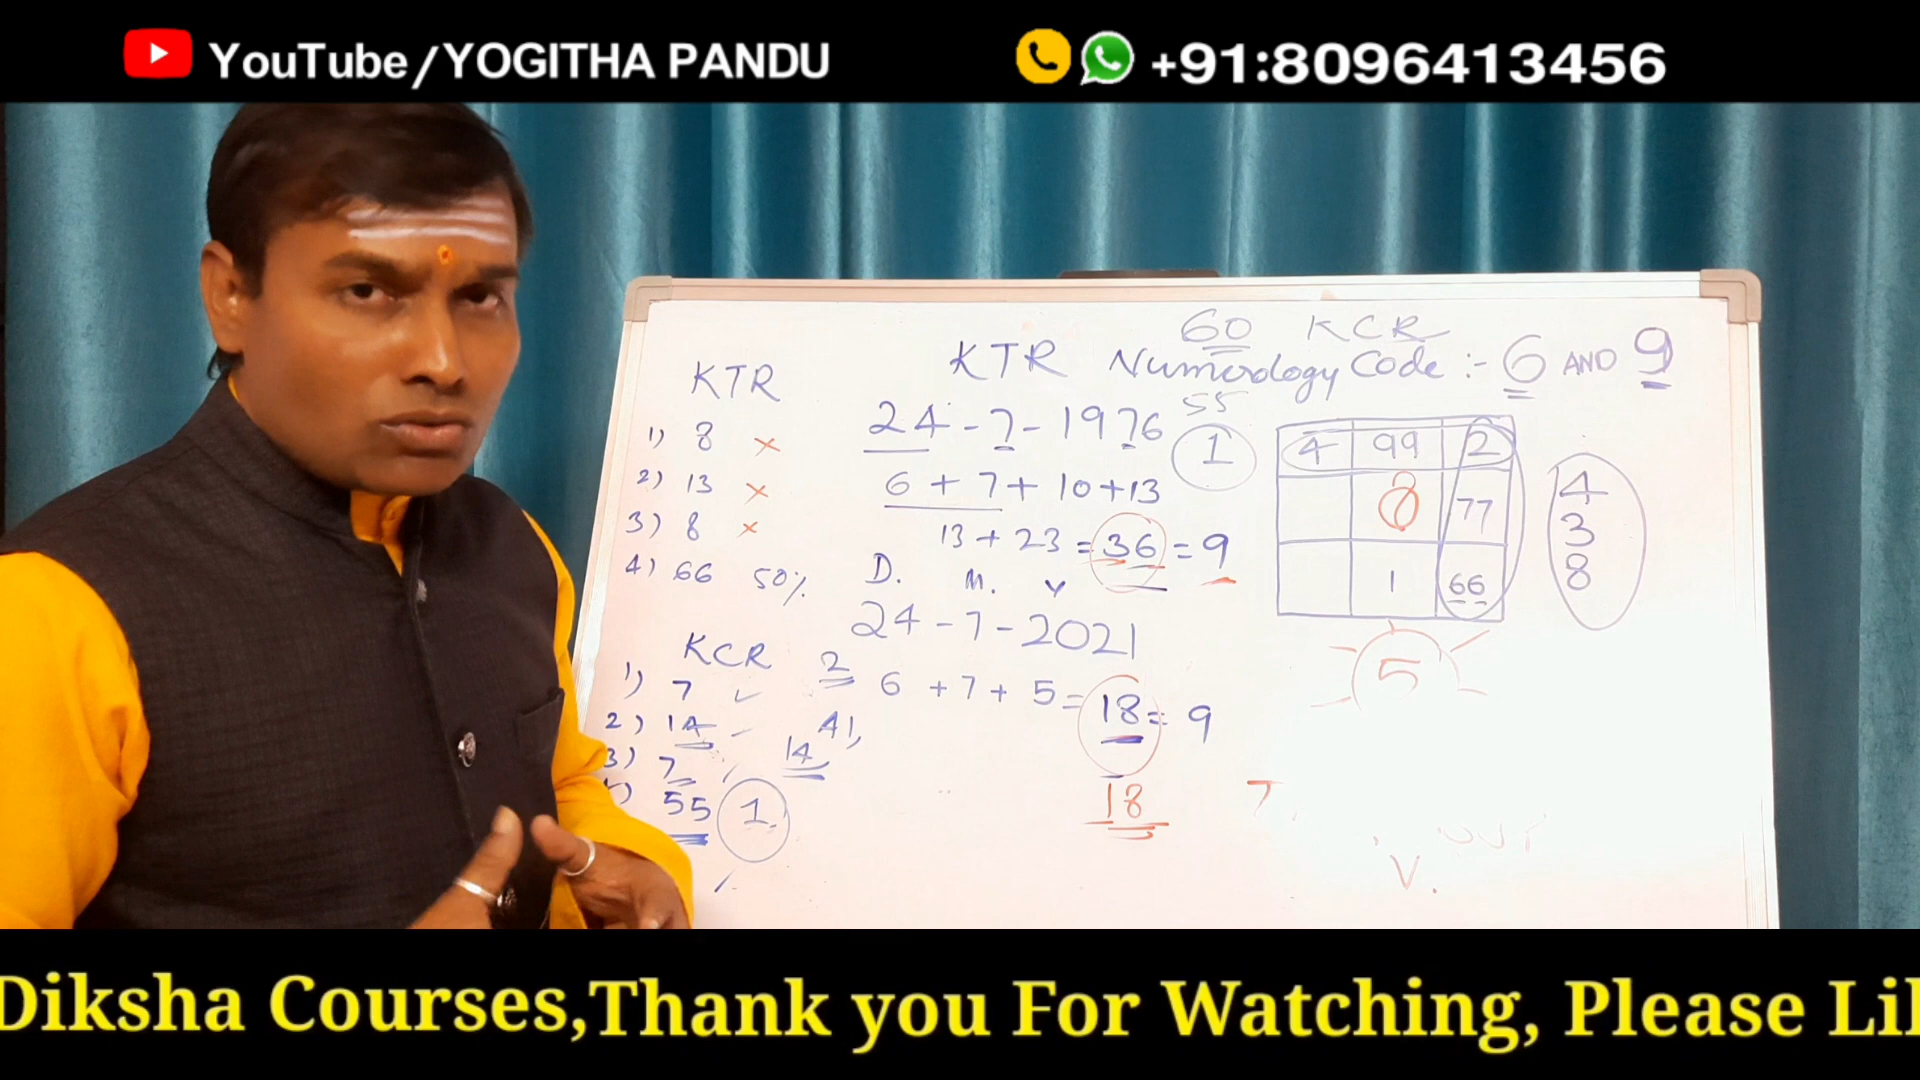 YouTube/YOGITHA PANDU
+91:8096413456
60 KCR
KTR Numerology Code :- 6 AND 9
KTR
1) 8 ×
2) 13 ×
3) 8 ×
4) 66 50%
24-7-1976
55
1
6 + 7 + 10+13
13 + 23 = 36 = 9
D. M. Y
24-7-2021
6 + 7 + 5 = 18 = 9
18
KCR
1) 7 ✓
2
2) 14
41,
3) 7
14
55
1
4 99 2
77
1 66
4
3
8
5
7
V.
Diksha Courses,Thank you For Watching, Please Lil